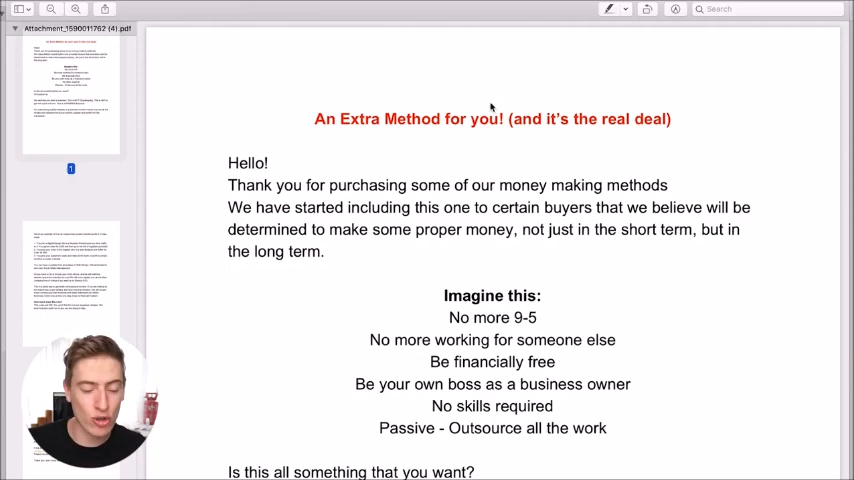 Search
Attachment_1590011762 (4).pdf
1
An Extra Method for you! (and it's the real deal)
Hello!
Thank you for purchasing some of our money making methods
We have started including this one to certain buyers that we believe will be
determined to make some proper money, not just in the short term, but in
the long term.
Imagine this:
No more 9-5
No more working for someone else
Be financially free
Be your own boss as a business owner
No skills required
Passive - Outsource all the work
Is this all something that you want?